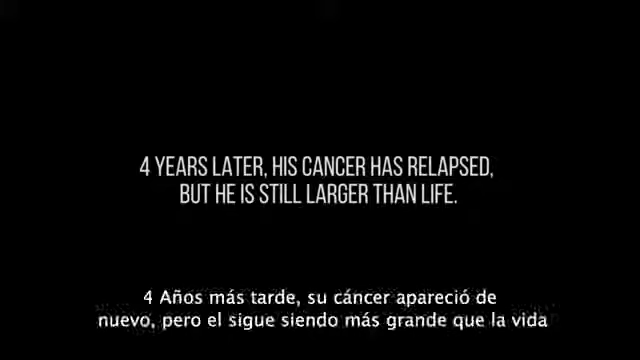 4 YEARS LATER, HIS CANCER HAS RELAPSED,
BUT HE IS STILL LARGER THAN LIFE.
4 Años más tarde, su cáncer apareció de
nuevo, pero el sigue siendo más grande que la vida